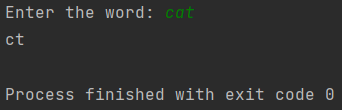 Enter the word: cat
ct
Process finished with exit code 0